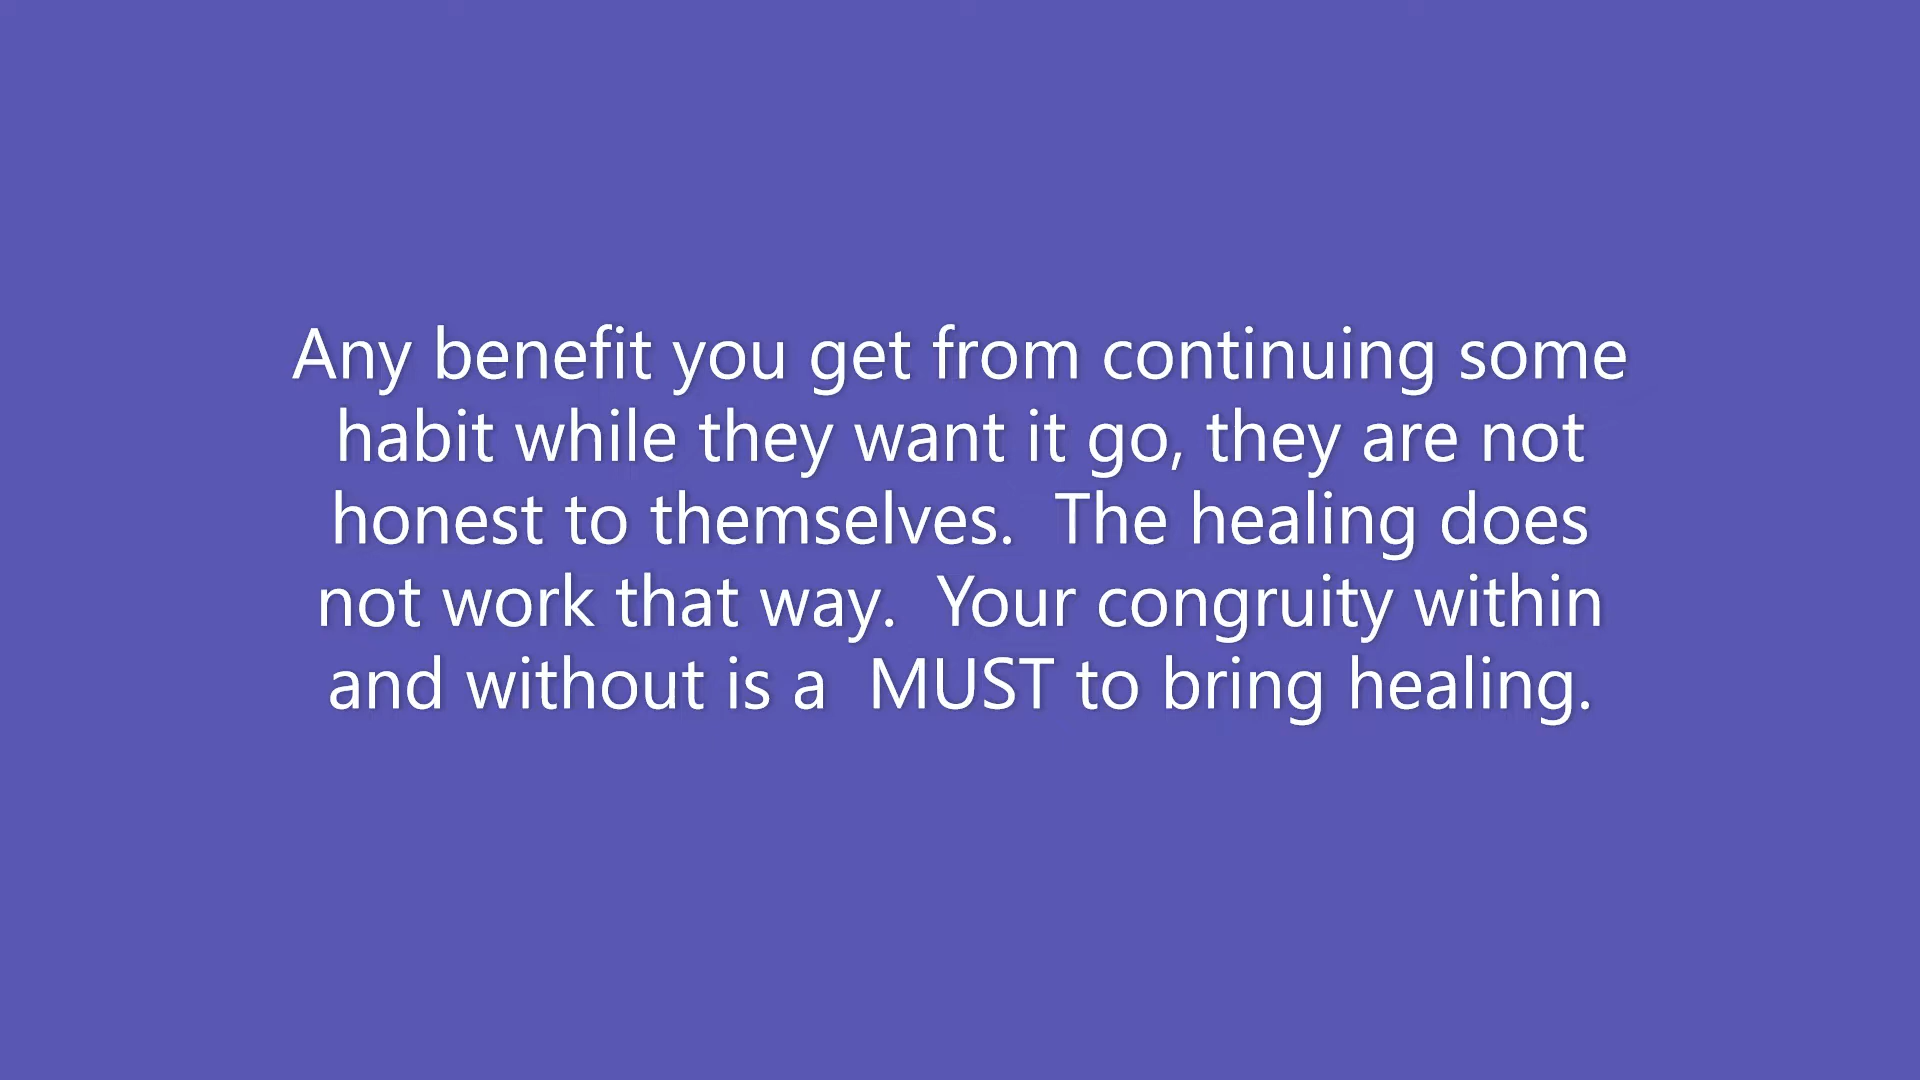 Any benefit you get from continuing some
habit while they want it go, they are not
honest to themselves.  The healing does
not work that way.  Your congruity within
and without is a  MUST to bring healing.